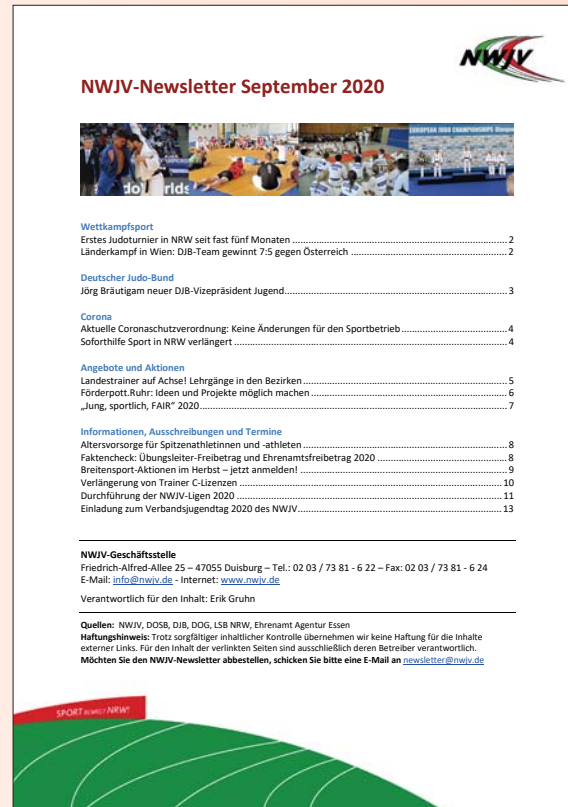 NWJV
NWJV-Newsletter September 2020
EUROPEAN JUDO CHAMPIONSHIPS
do Worlds
Wettkampfsport
Erstes Judoturnier in NRW seit fast fünf Monaten ........ 2
Länderkampf in Wien: DJB-Team gewinnt 7:5 gegen Österreich ........ 2
Deutscher Judo-Bund
Jörg Bräutigam neuer DJB-Vizepräsident Jugend........ 3
Corona
Aktuelle Coronaschutzverordnung: Keine Änderungen für den Sportbetrieb ........ 4
Soforthilfe Sport in NRW verlängert ........ 4
Angebote und Aktionen
Landestrainer auf Achse! Lehrgänge in den Bezirken ........ 5
Förderpott.Ruhr: Ideen und Projekte möglich machen ........ 6
„Jung, sportlich, FAIR" 2020........ 7
Informationen, Ausschreibungen und Termine
Altersvorsorge für Spitzenathletinnen und -athleten ........ 8
Faktencheck: Übungsleiter-Freibetrag und Ehrenamtsfreibetrag 2020 ........ 8
Breitensport-Aktionen im Herbst – jetzt anmelden! ........ 9
Verlängerung von Trainer C-Lizenzen ........ 10
Durchführung der NWJV-Ligen 2020 ........ 11
Einladung zum Verbandsjugendtag 2020 des NWJV........ 13
NWJV-Geschäftsstelle
Friedrich-Alfred-Allee 25 – 47055 Duisburg – Tel.: 02 03 / 73 81 - 6 22 – Fax: 02 03 / 73 81 - 6 24
E-Mail: info@nwjv.de - Internet: www.nwjv.de
Verantwortlich für den Inhalt: Erik Gruhn
Quellen: NWJV, DOSB, DJB, DOG, LSB NRW, Ehrenamt Agentur Essen
Haftungshinweis: Trotz sorgfältiger inhaltlicher Kontrolle übernehmen wir keine Haftung für die Inhalte
externer Links. Für den Inhalt der verlinkten Seiten sind ausschließlich deren Betreiber verantwortlich.
Möchten Sie den NWJV-Newsletter abbestellen, schicken Sie bitte eine E-Mail an newsletter@nwjv.de
SPORT BEWEGT NRW!